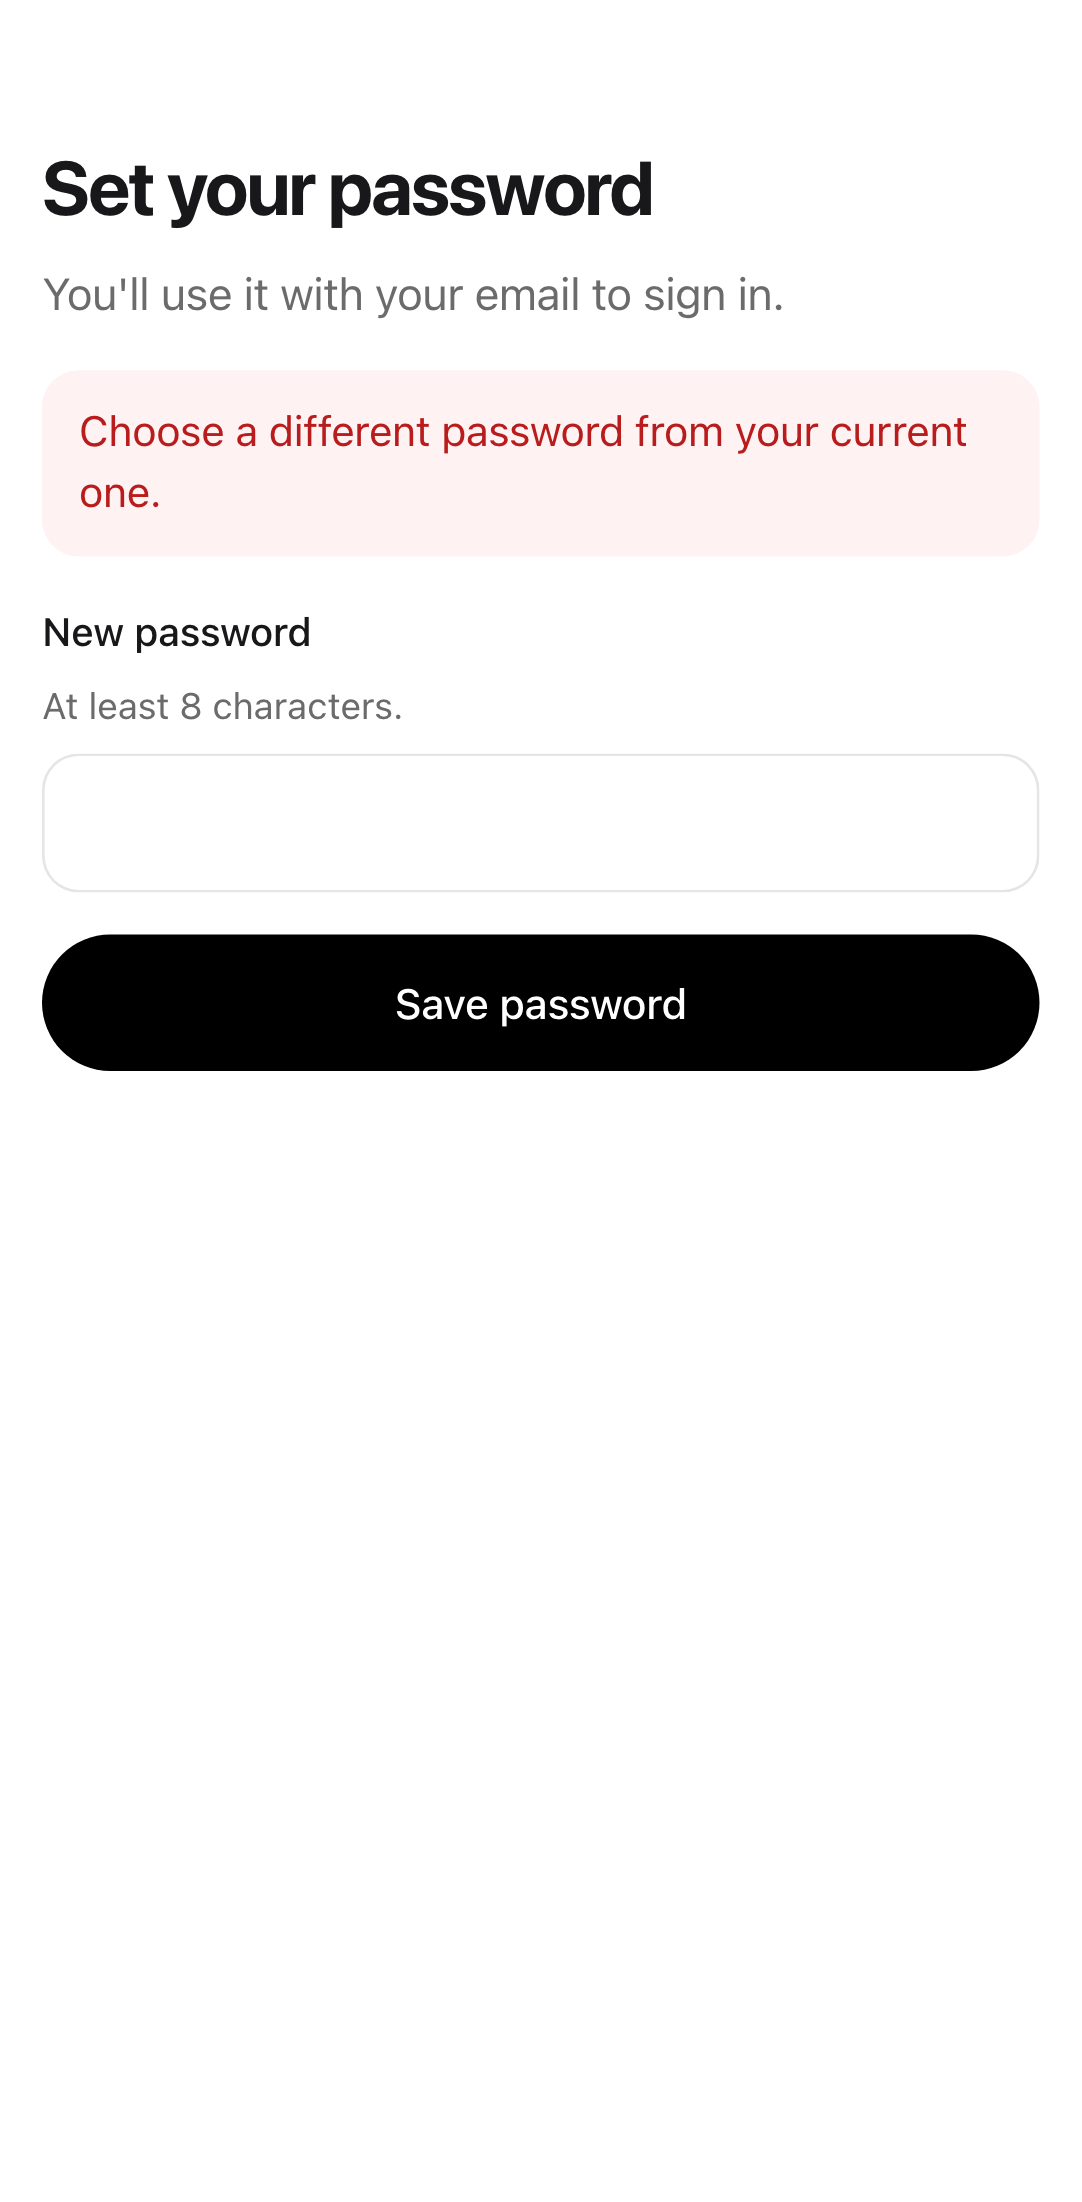 Set your password
You'll use it with your email to sign in.
Choose a different password from your current
one.
New password
At least 8 characters.
Save password